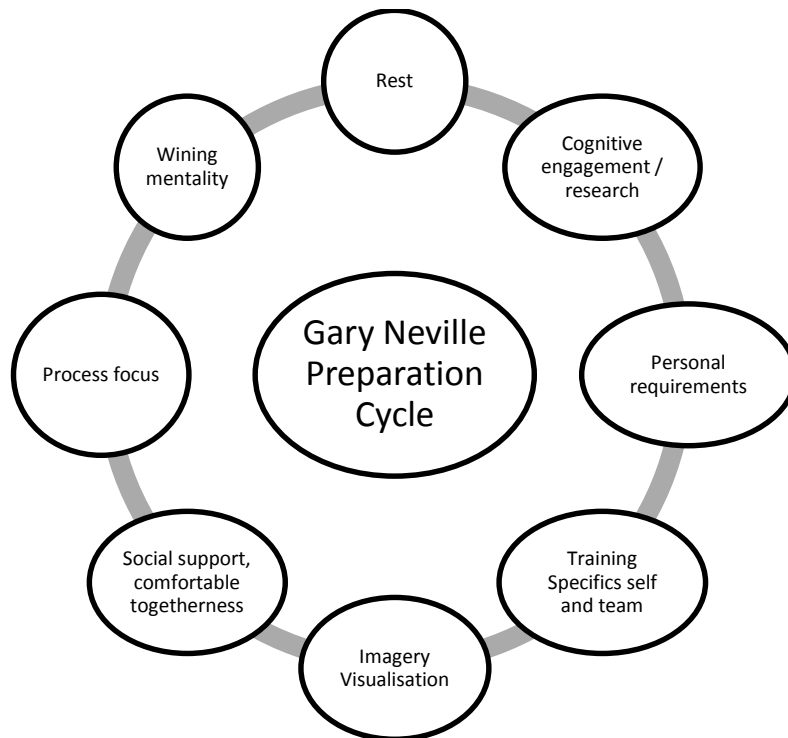 Rest
Cognitive
engagement /
research
Personal
requirements
Training
Specifics self
and team
Imagery
Visualisation
Social support,
comfortable
togetherness
Process focus
Wining
mentality
Gary Neville
Preparation
Cycle